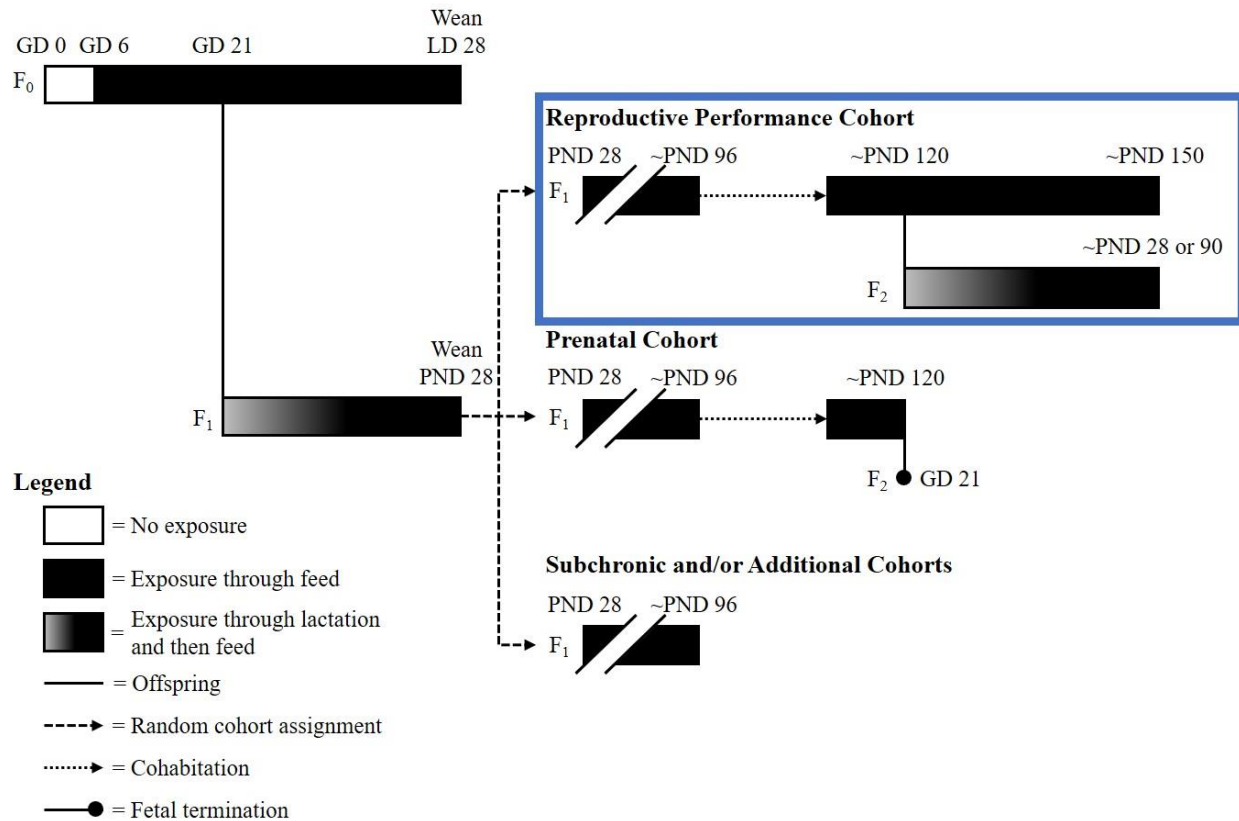 Wean
GD 0 GD 6 GD 21 LD 28
F₀
Reproductive Performance Cohort
PND 28 ~PND 96 ~PND 120 ~PND 150
F₁
~PND 28 or 90
F₂
Prenatal Cohort
Wean
PND 28
PND 28 ~PND 96 ~PND 120
F₁
F₁
F₂ GD 21
Legend
= No exposure
= Exposure through feed
= Exposure through lactation
and then feed
= Offspring
= Random cohort assignment
= Cohabitation
= Fetal termination
Subchronic and/or Additional Cohorts
PND 28 ~PND 96
F₁